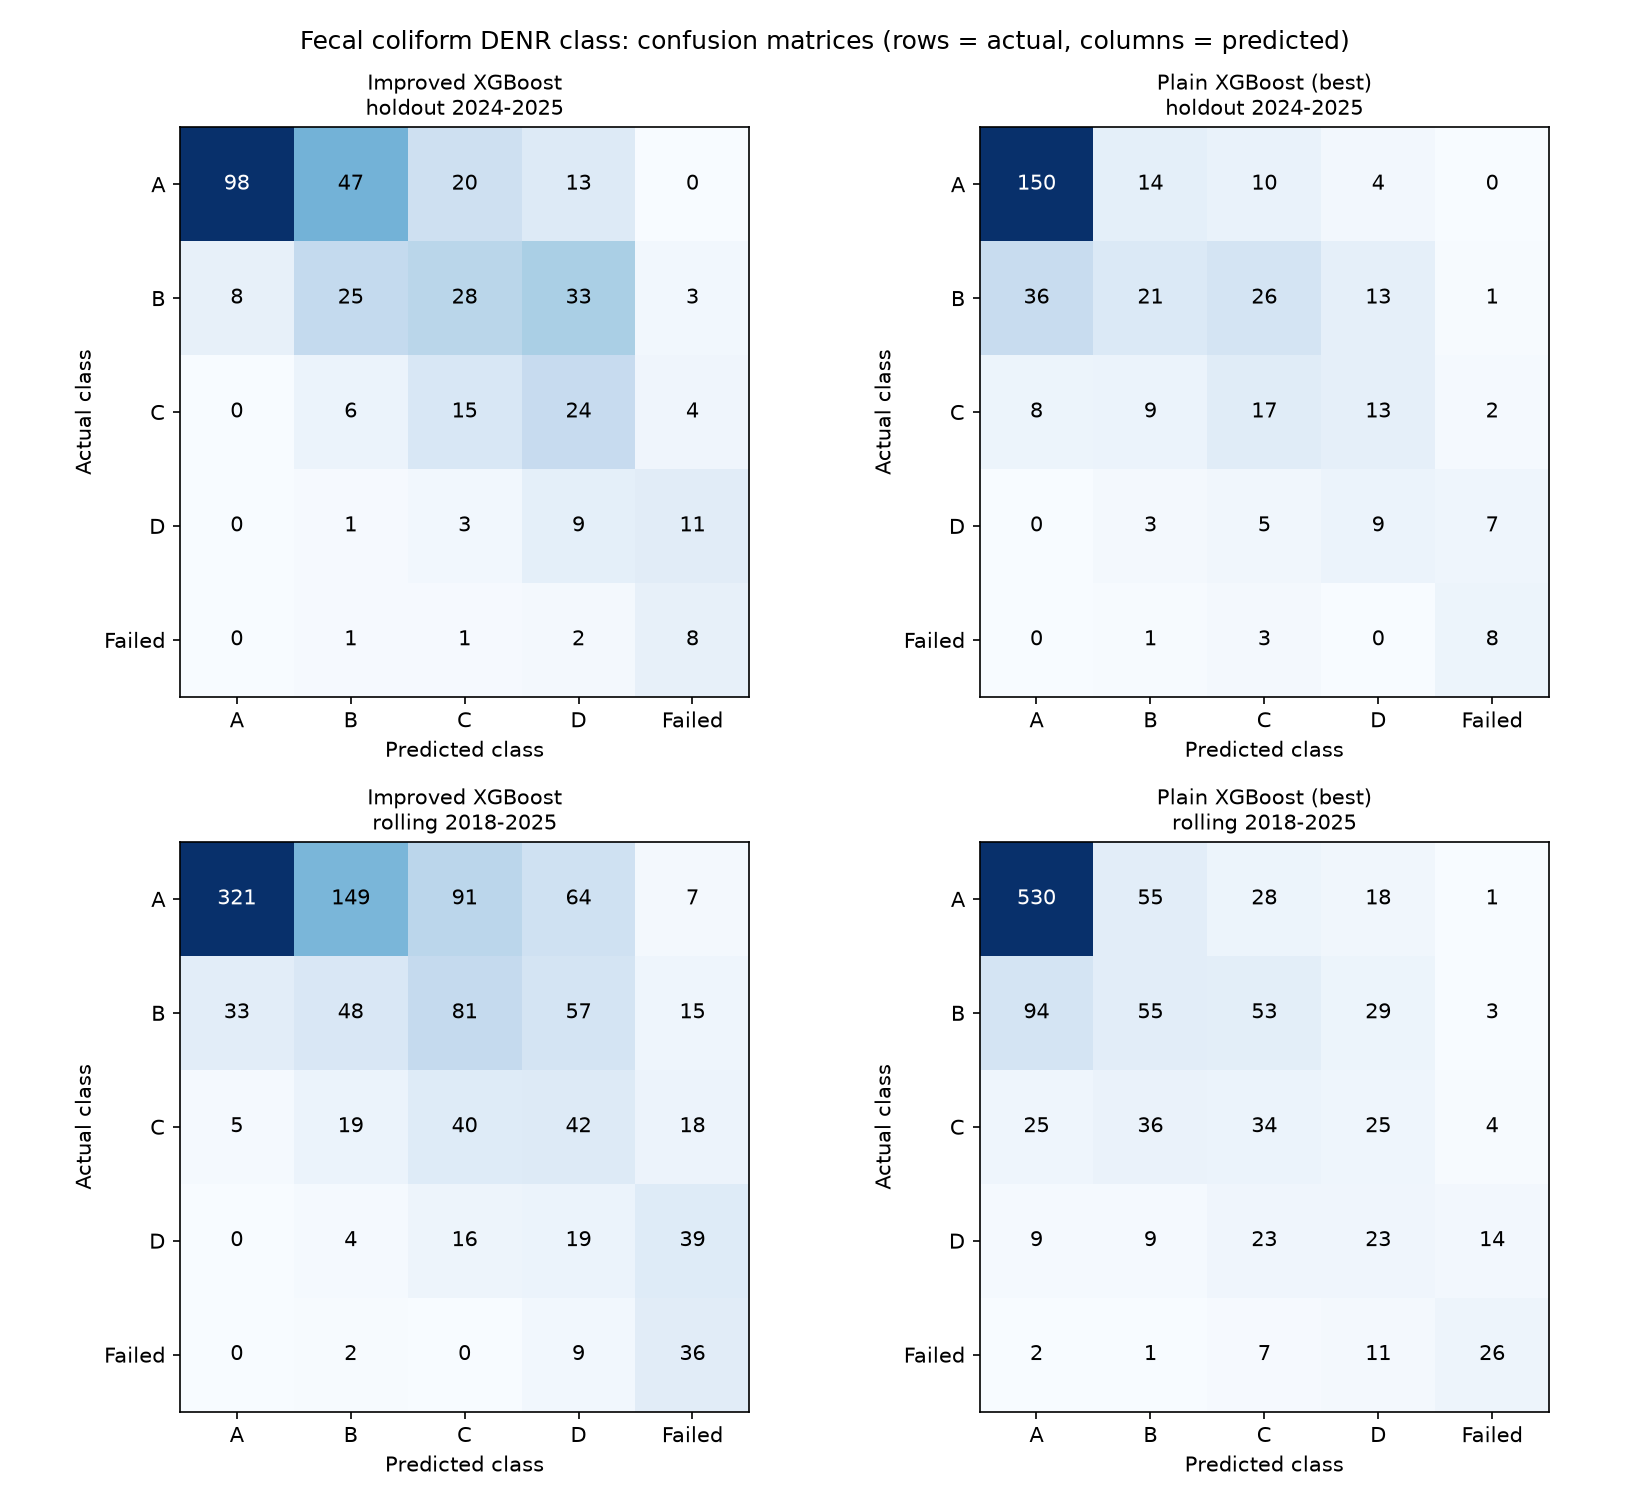 Fecal coliform DENR class: confusion matrices (rows = actual, columns = predicted)
Improved XGBoost
holdout 2024-2025
Actual class
A 98 47 20 13 0
B 8 25 28 33 3
C 0 6 15 24 4
D 0 1 3 9 11
Failed 0 1 1 2 8
A B C D Failed
Predicted class
Plain XGBoost (best)
holdout 2024-2025
Actual class
A 150 14 10 4 0
B 36 21 26 13 1
C 8 9 17 13 2
D 0 3 5 9 7
Failed 0 1 3 0 8
A B C D Failed
Predicted class
Improved XGBoost
rolling 2018-2025
Actual class
A 321 149 91 64 7
B 33 48 81 57 15
C 5 19 40 42 18
D 0 4 16 19 39
Failed 0 2 0 9 36
A B C D Failed
Predicted class
Plain XGBoost (best)
rolling 2018-2025
Actual class
A 530 55 28 18 1
B 94 55 53 29 3
C 25 36 34 25 4
D 9 9 23 23 14
Failed 2 1 7 11 26
A B C D Failed
Predicted class